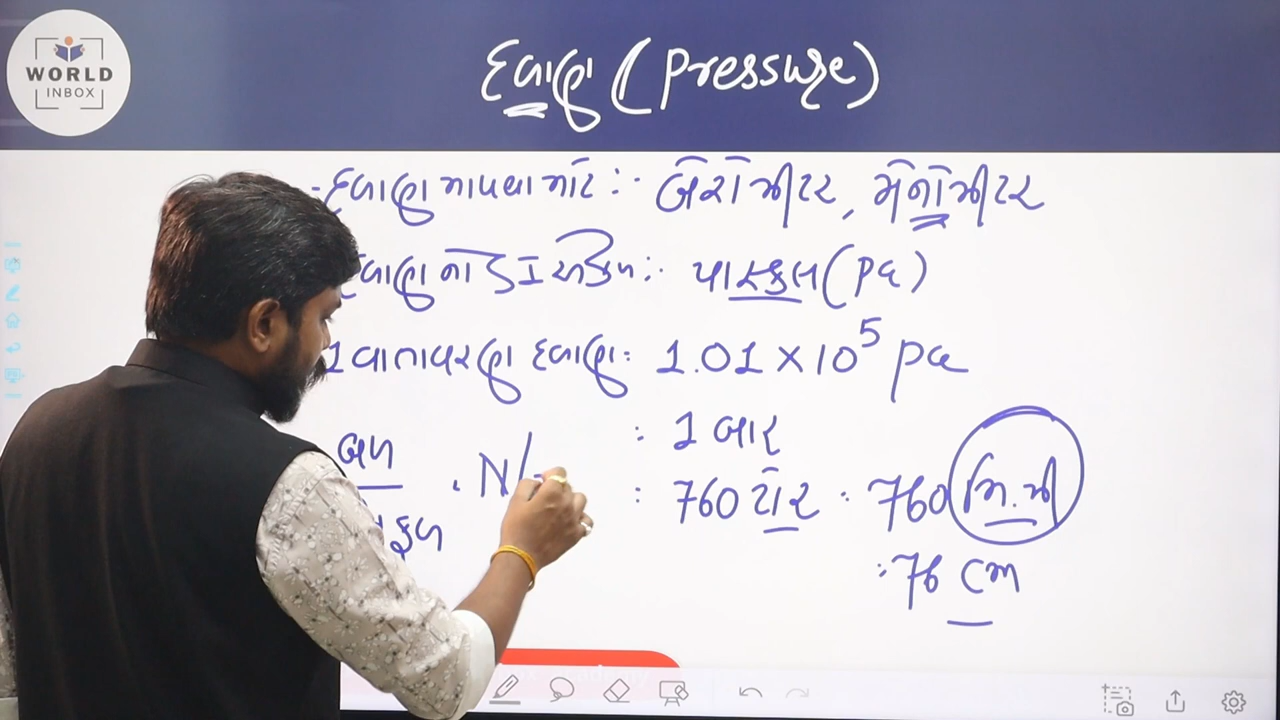 WORLD
INBOX
દબાણ (Pressure)
દબાણ માપવા માટે :- બેરોમીટર, મેનોમીટર
દબાણ નો SI એકમ :- પાસ્કલ (pa)
1 વાતાવરણ દબાણ : 1.01 × 10⁵ pa
: 1 બાર
બળ
N/
: 760 ટોર : 760 મિ.મી
: 76 cm